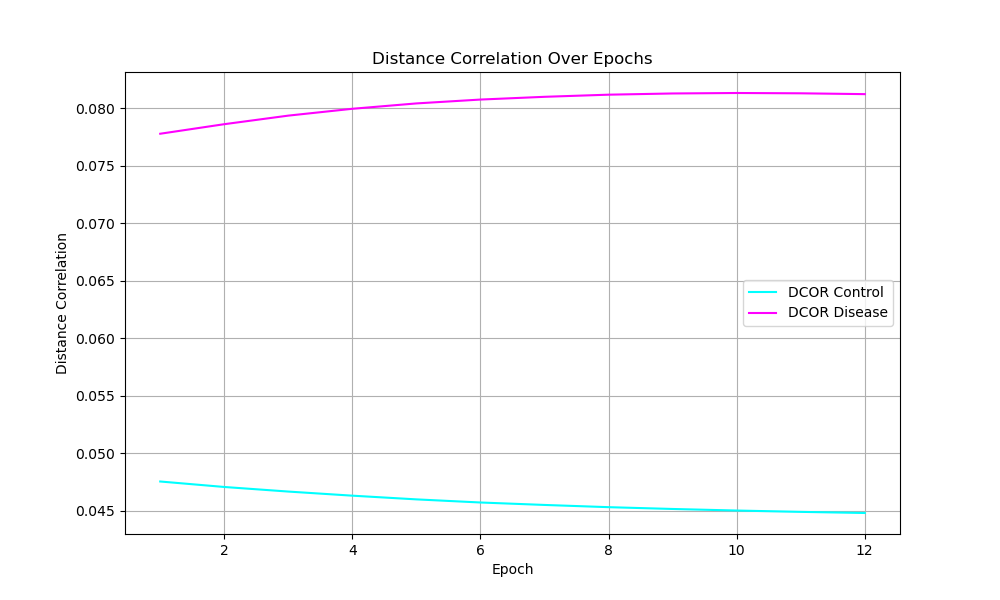 Distance Correlation Over Epochs
Distance Correlation
0.080
0.075
0.070
0.065
0.060
0.055
0.050
0.045
DCOR Control
DCOR Disease
2 4 6 8 10 12
Epoch